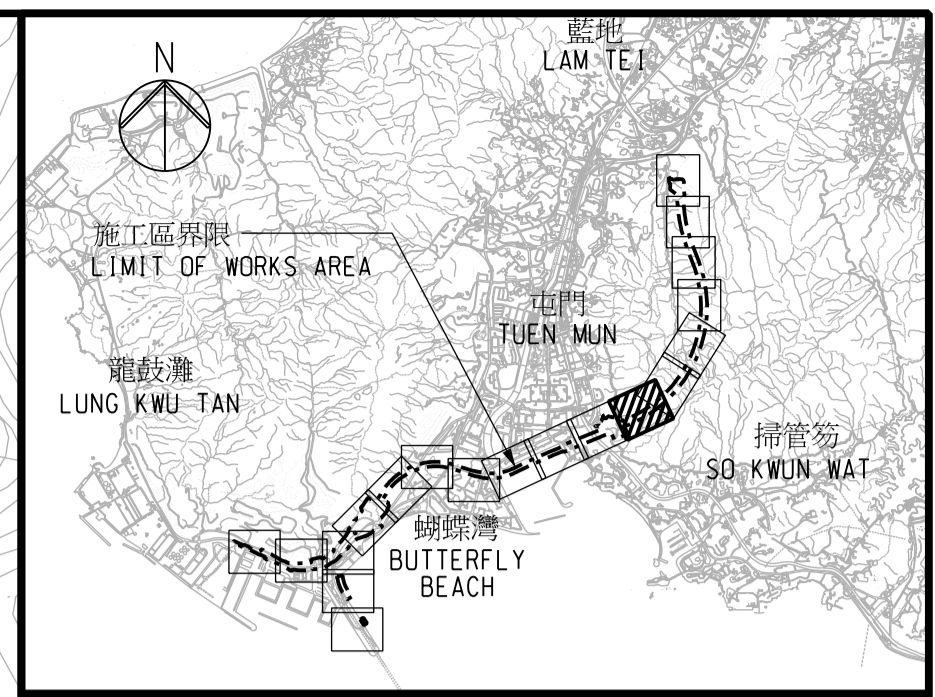 藍地
LAM TEI
N
施工區界限
LIMIT OF WORKS AREA
屯門
TUEN MUN
龍鼓灘
LUNG KWU TAN
掃管笏
SO KWUN WAT
蝴蝶灣
BUTTERFLY
BEACH